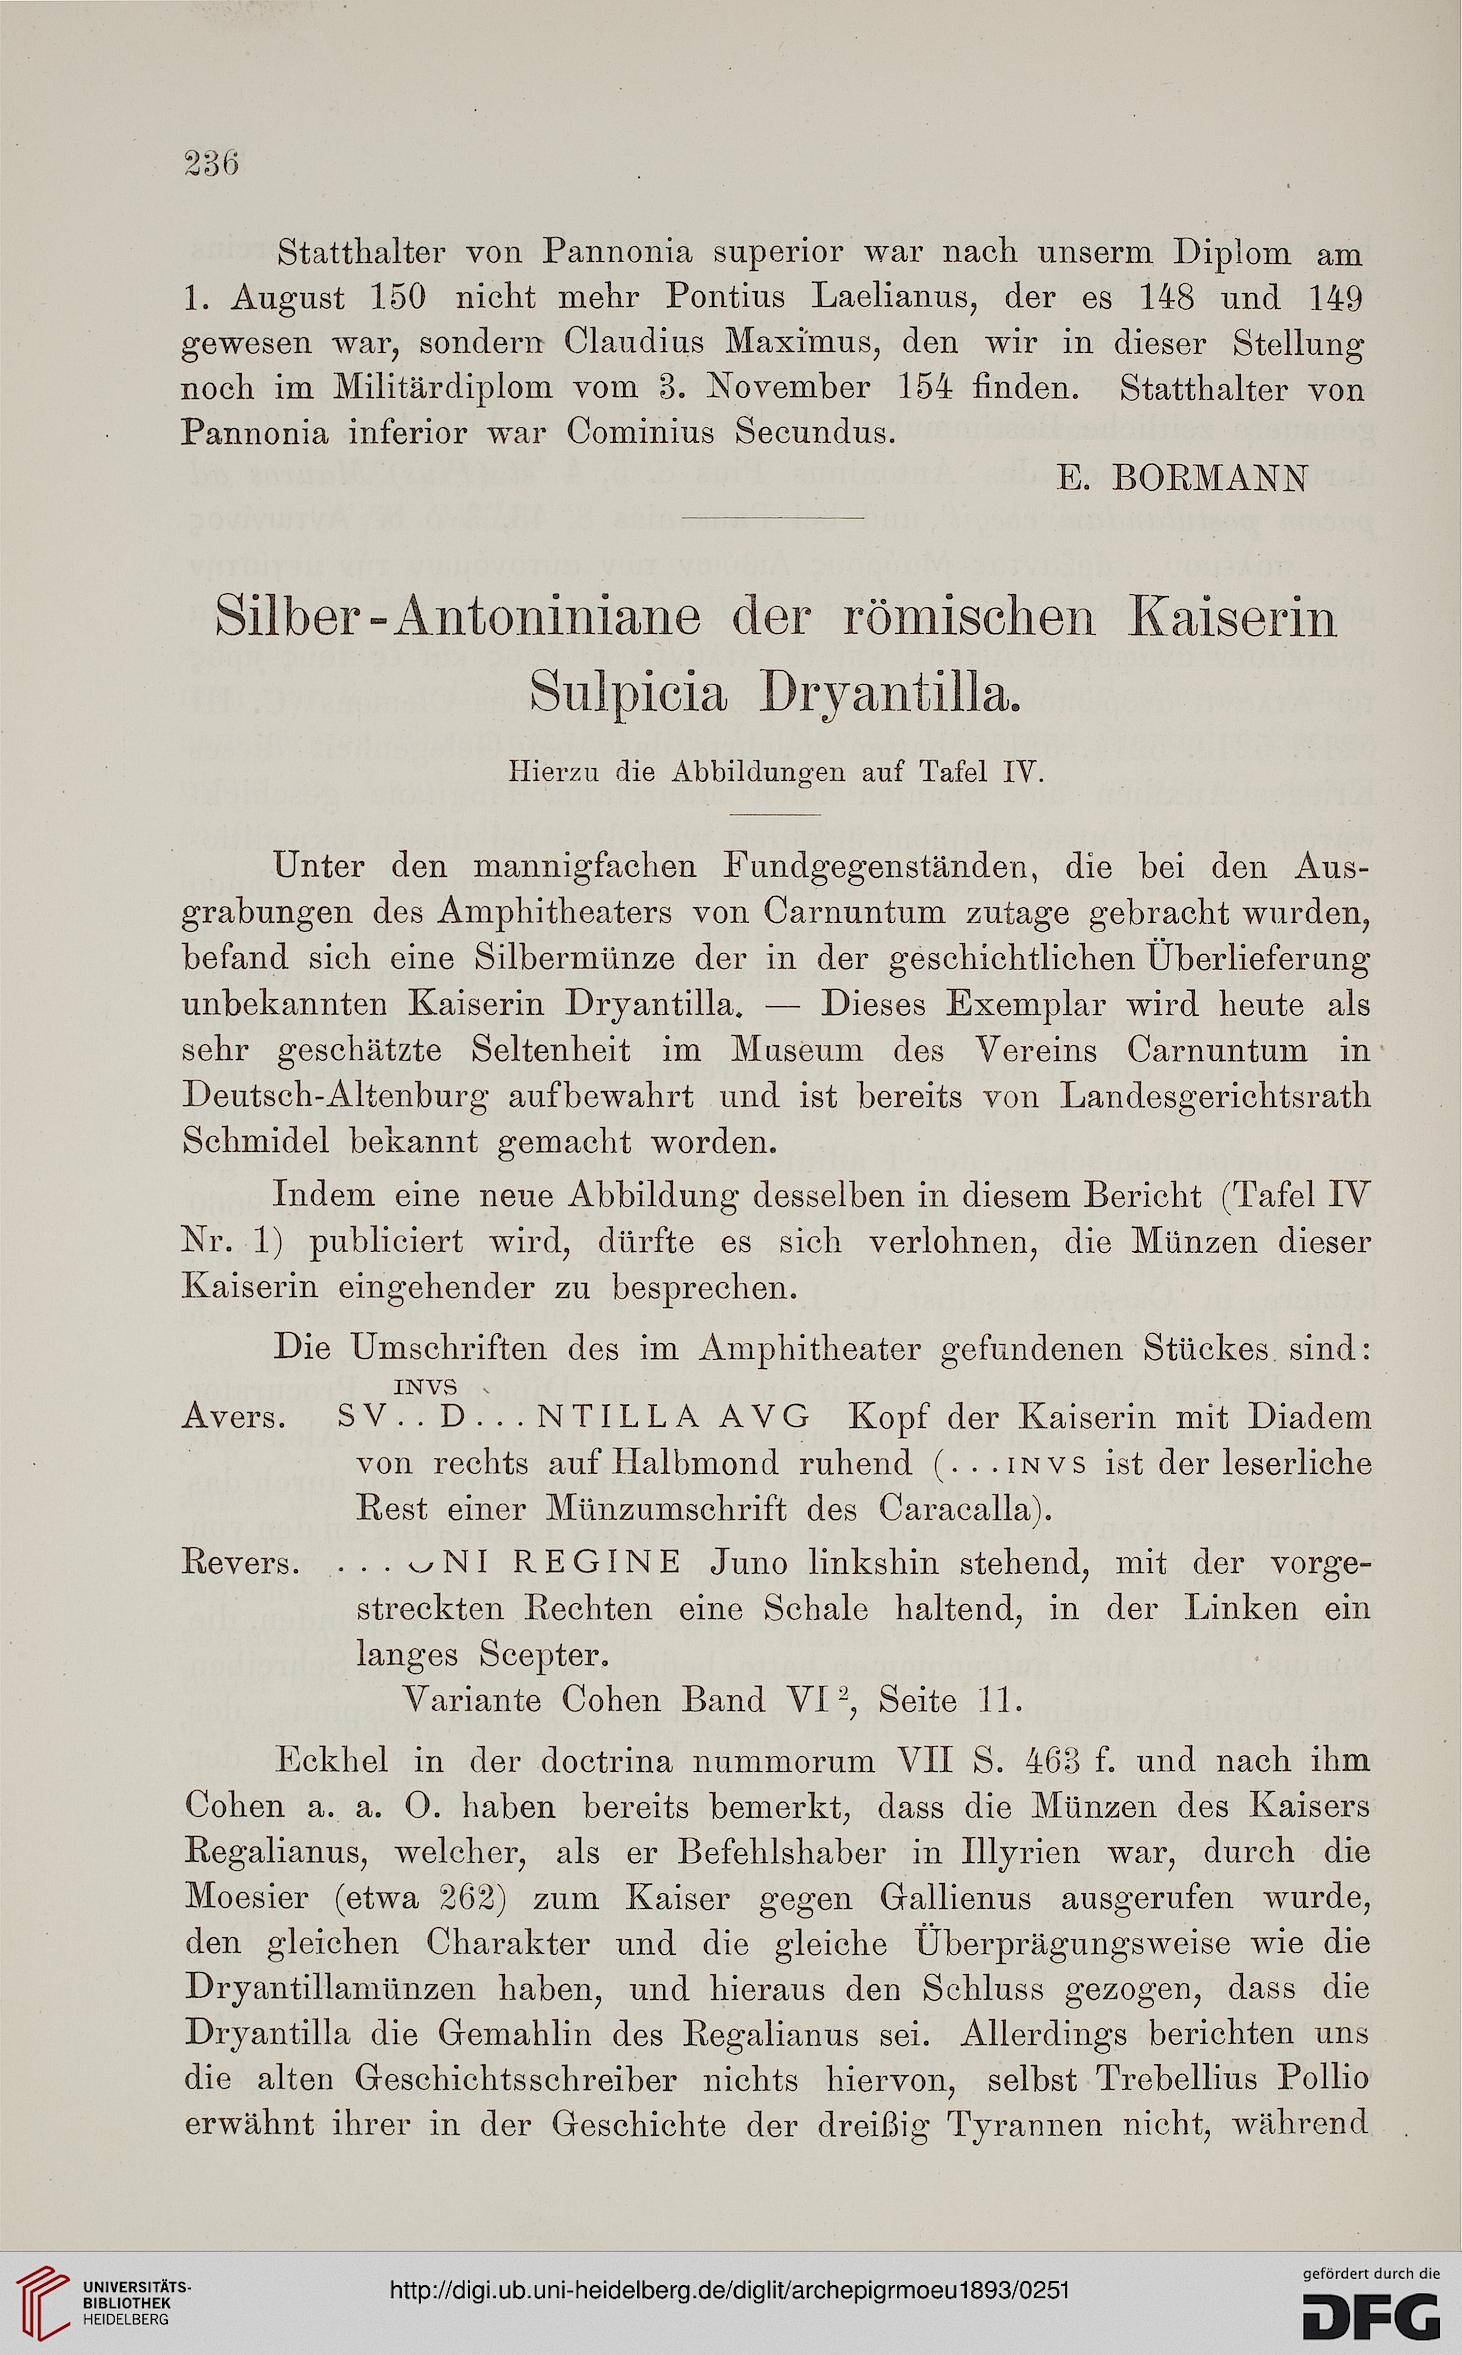 236
Statthalter von Pannonia superior war nach unserm Diplom am
1. August 150 nicht mehr Pontius Laelianus, der es 148 und 149
gewesen war, sondern Claudius Maximus, den wir in dieser Stellung
noch im Militärdiplom vom 3. November 154 finden. Statthalter von
Pannonia inferior war Cominius Secundus.
E. BORMANN
Silber-Antoniniane der römischen Kaiserin
Sulpicia Dryantilla.
Hierzu die Abbildungen auf Tafel IV.
Unter den mannigfachen Fundgegenständen, die bei den Aus-
grabungen des Amphitheaters von Carnuntum zutage gebracht wurden,
befand sich eine Silbermünze der in der geschichtlichen Überlieferung
unbekannten Kaiserin Dryantilla. — Dieses Exemplar wird heute als
sehr geschätzte Seltenheit im Museum des Vereins Carnuntum in
Deutsch-Altenburg aufbewahrt und ist bereits von Landesgerichtsrath
Schmidel bekannt gemacht worden.
Indem eine neue Abbildung desselben in diesem Bericht (Tafel IV
Nr. 1) publiciert wird, dürfte es sich verlohnen, die Münzen dieser
Kaiserin eingehender zu besprechen.
Die Umschriften des im Amphitheater gefundenen Stückes sind:
INVS
Avers. SV.. D...NTILLA AVG Kopf der Kaiserin mit Diadem
von rechts auf Halbmond ruhend (...INVS ist der leserliche
Rest einer Münzumschrift des Caracalla).
Revers. ...◡NI REGINE Juno linkshin stehend, mit der vorge-
streckten Rechten eine Schale haltend, in der Linken ein
langes Scepter.
Variante Cohen Band VI², Seite 11.
Eckhel in der doctrina nummorum VII S. 463 f. und nach ihm
Cohen a. a. O. haben bereits bemerkt, dass die Münzen des Kaisers
Regalianus, welcher, als er Befehlshaber in Illyrien war, durch die
Moesier (etwa 262) zum Kaiser gegen Gallienus ausgerufen wurde,
den gleichen Charakter und die gleiche Überprägungsweise wie die
Dryantillamünzen haben, und hieraus den Schluss gezogen, dass die
Dryantilla die Gemahlin des Regalianus sei. Allerdings berichten uns
die alten Geschichtsschreiber nichts hiervon, selbst Trebellius Pollio
erwähnt ihrer in der Geschichte der dreißig Tyrannen nicht, während
UNIVERSITÄTS-
BIBLIOTHEK
HEIDELBERG
http://digi.ub.uni-heidelberg.de/diglit/archepigrmoeu1893/0251
gefördert durch die
DFG